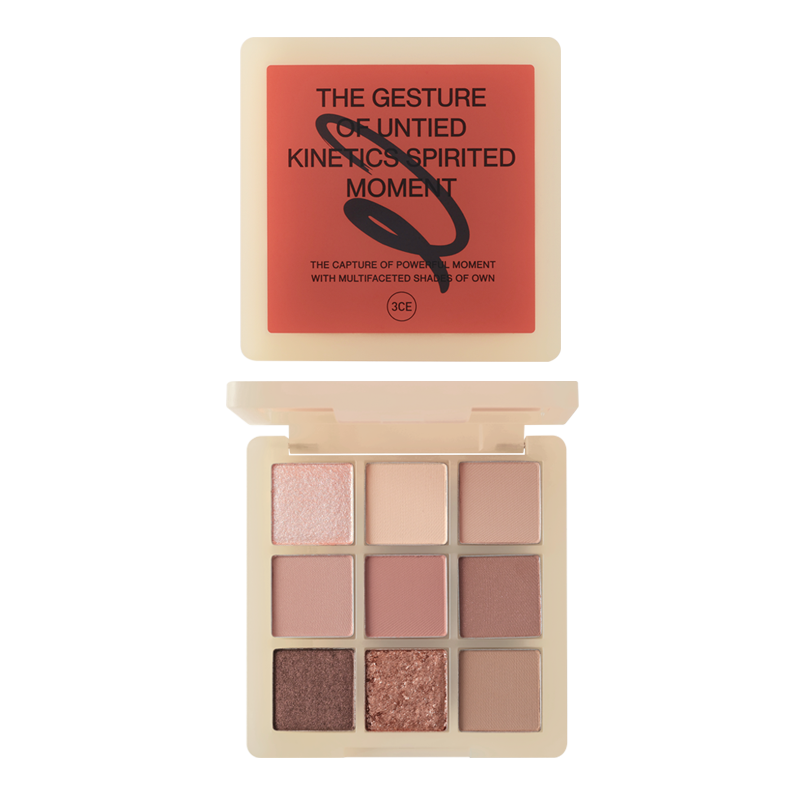 THE GESTURE
OF UNTIED
KINETICS SPIRITED
MOMENT
THE CAPTURE OF POWERFUL MOMENT
WITH MULTIFACETED SHADES OF OWN
3CE